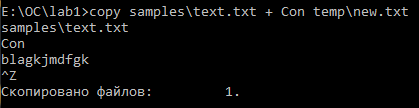 E:\OC\lab1>copy samples\text.txt + Con temp\new.txt
samples\text.txt
Con
blagkjmdfgk
^Z
Скопировано файлов:         1.